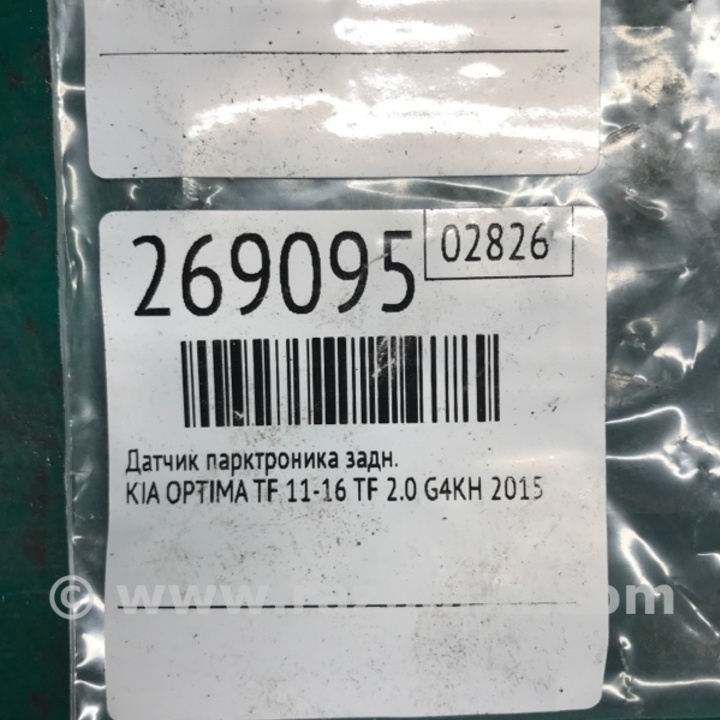 269095
02826
Датчик парктроника задн.
KIA OPTIMA TF 11-16 TF 2.0 G4KH 2015